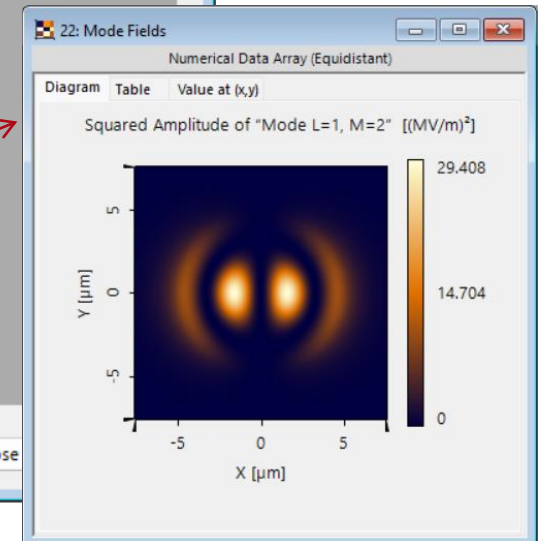 22: Mode Fields
Numerical Data Array (Equidistant)
Diagram Table Value at (x,y)
Squared Amplitude of "Mode L=1, M=2" [(MV/m)²]
29.408
14.704
0
Y [µm]
5
0
-5
-5 0 5
X [µm]